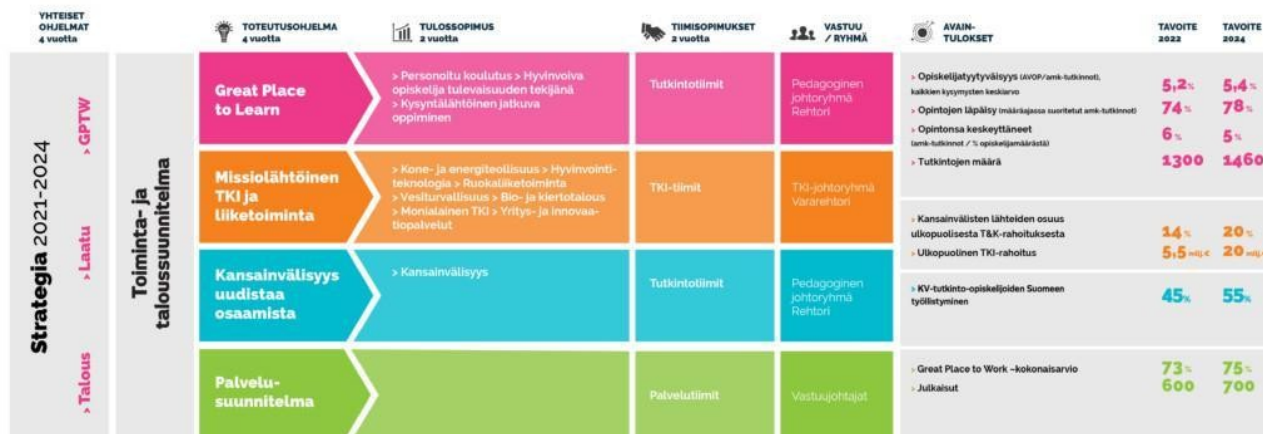 YHTEISET
OHJELMAT
4 vuotta
TOTEUTUSOHJELMA
4 vuotta
TULOSSOPIMUS
2 vuotta
TIIMISOPIMUKSET
2 vuotta
VASTUU
/ RYHMÄ
AVAIN-
TULOKSET
TAVOITE
2022
TAVOITE
2024
Strategia 2021-2024
> GPTW
> Laatu
> Talous
Toiminta- ja
taloussuunnitelma
Great Place
to Learn
> Personoitu koulutus > Hyvinvoiva
opiskelija tulevaisuuden tekijänä
> Kysyntälähtöinen jatkuva
oppiminen
Tutkintotiimit
Pedagoginen
johtoryhmä
Rehtori
> Opiskelijatyytyväisyys (AVOP/amk-tutkinnot),
kaikkien kysymysten keskiarvo
5,2% 5,4%
> Opintojen läpäisy (määräajassa suoritetut amk-tutkinnot)
74% 78%
> Opintonsa keskeyttäneet
(amk-tutkinnot / % opiskelijamäärästä)
6% 5%
> Tutkintojen määrä
1300 1460
Missiolähtöinen
TKI ja
liiketoiminta
> Kone- ja energiteollisuus > Hyvinvointi-
teknologia > Ruokaliiketoiminta
> Vesiturvallisuus > Bio- ja kiertotalous
> Monialainen TKI > Yritys- ja innovaa-
tiopalvelut
TKI-tiimit
TKI-johtoryhmä
Vararehtori
> Kansainvälisten lähteiden osuus
ulkopuolisesta T&K-rahoituksesta
14% 20%
> Ulkopuolinen TKI-rahoitus
5,5 milj. € 20 milj.
Kansainvälisyys
uudistaa
osaamista
> Kansainvälisyys
Tutkintotiimit
Pedagoginen
johtoryhmä
Rehtori
> KV-tutkinto-opiskelijoiden Suomeen
työllistyminen
45% 55%
Palvelu-
suunnitelma
Palvelutiimit
Vastuujohtajat
> Great Place to Work –kokonaisarvio
73% 75%
> Julkaisut
600 700